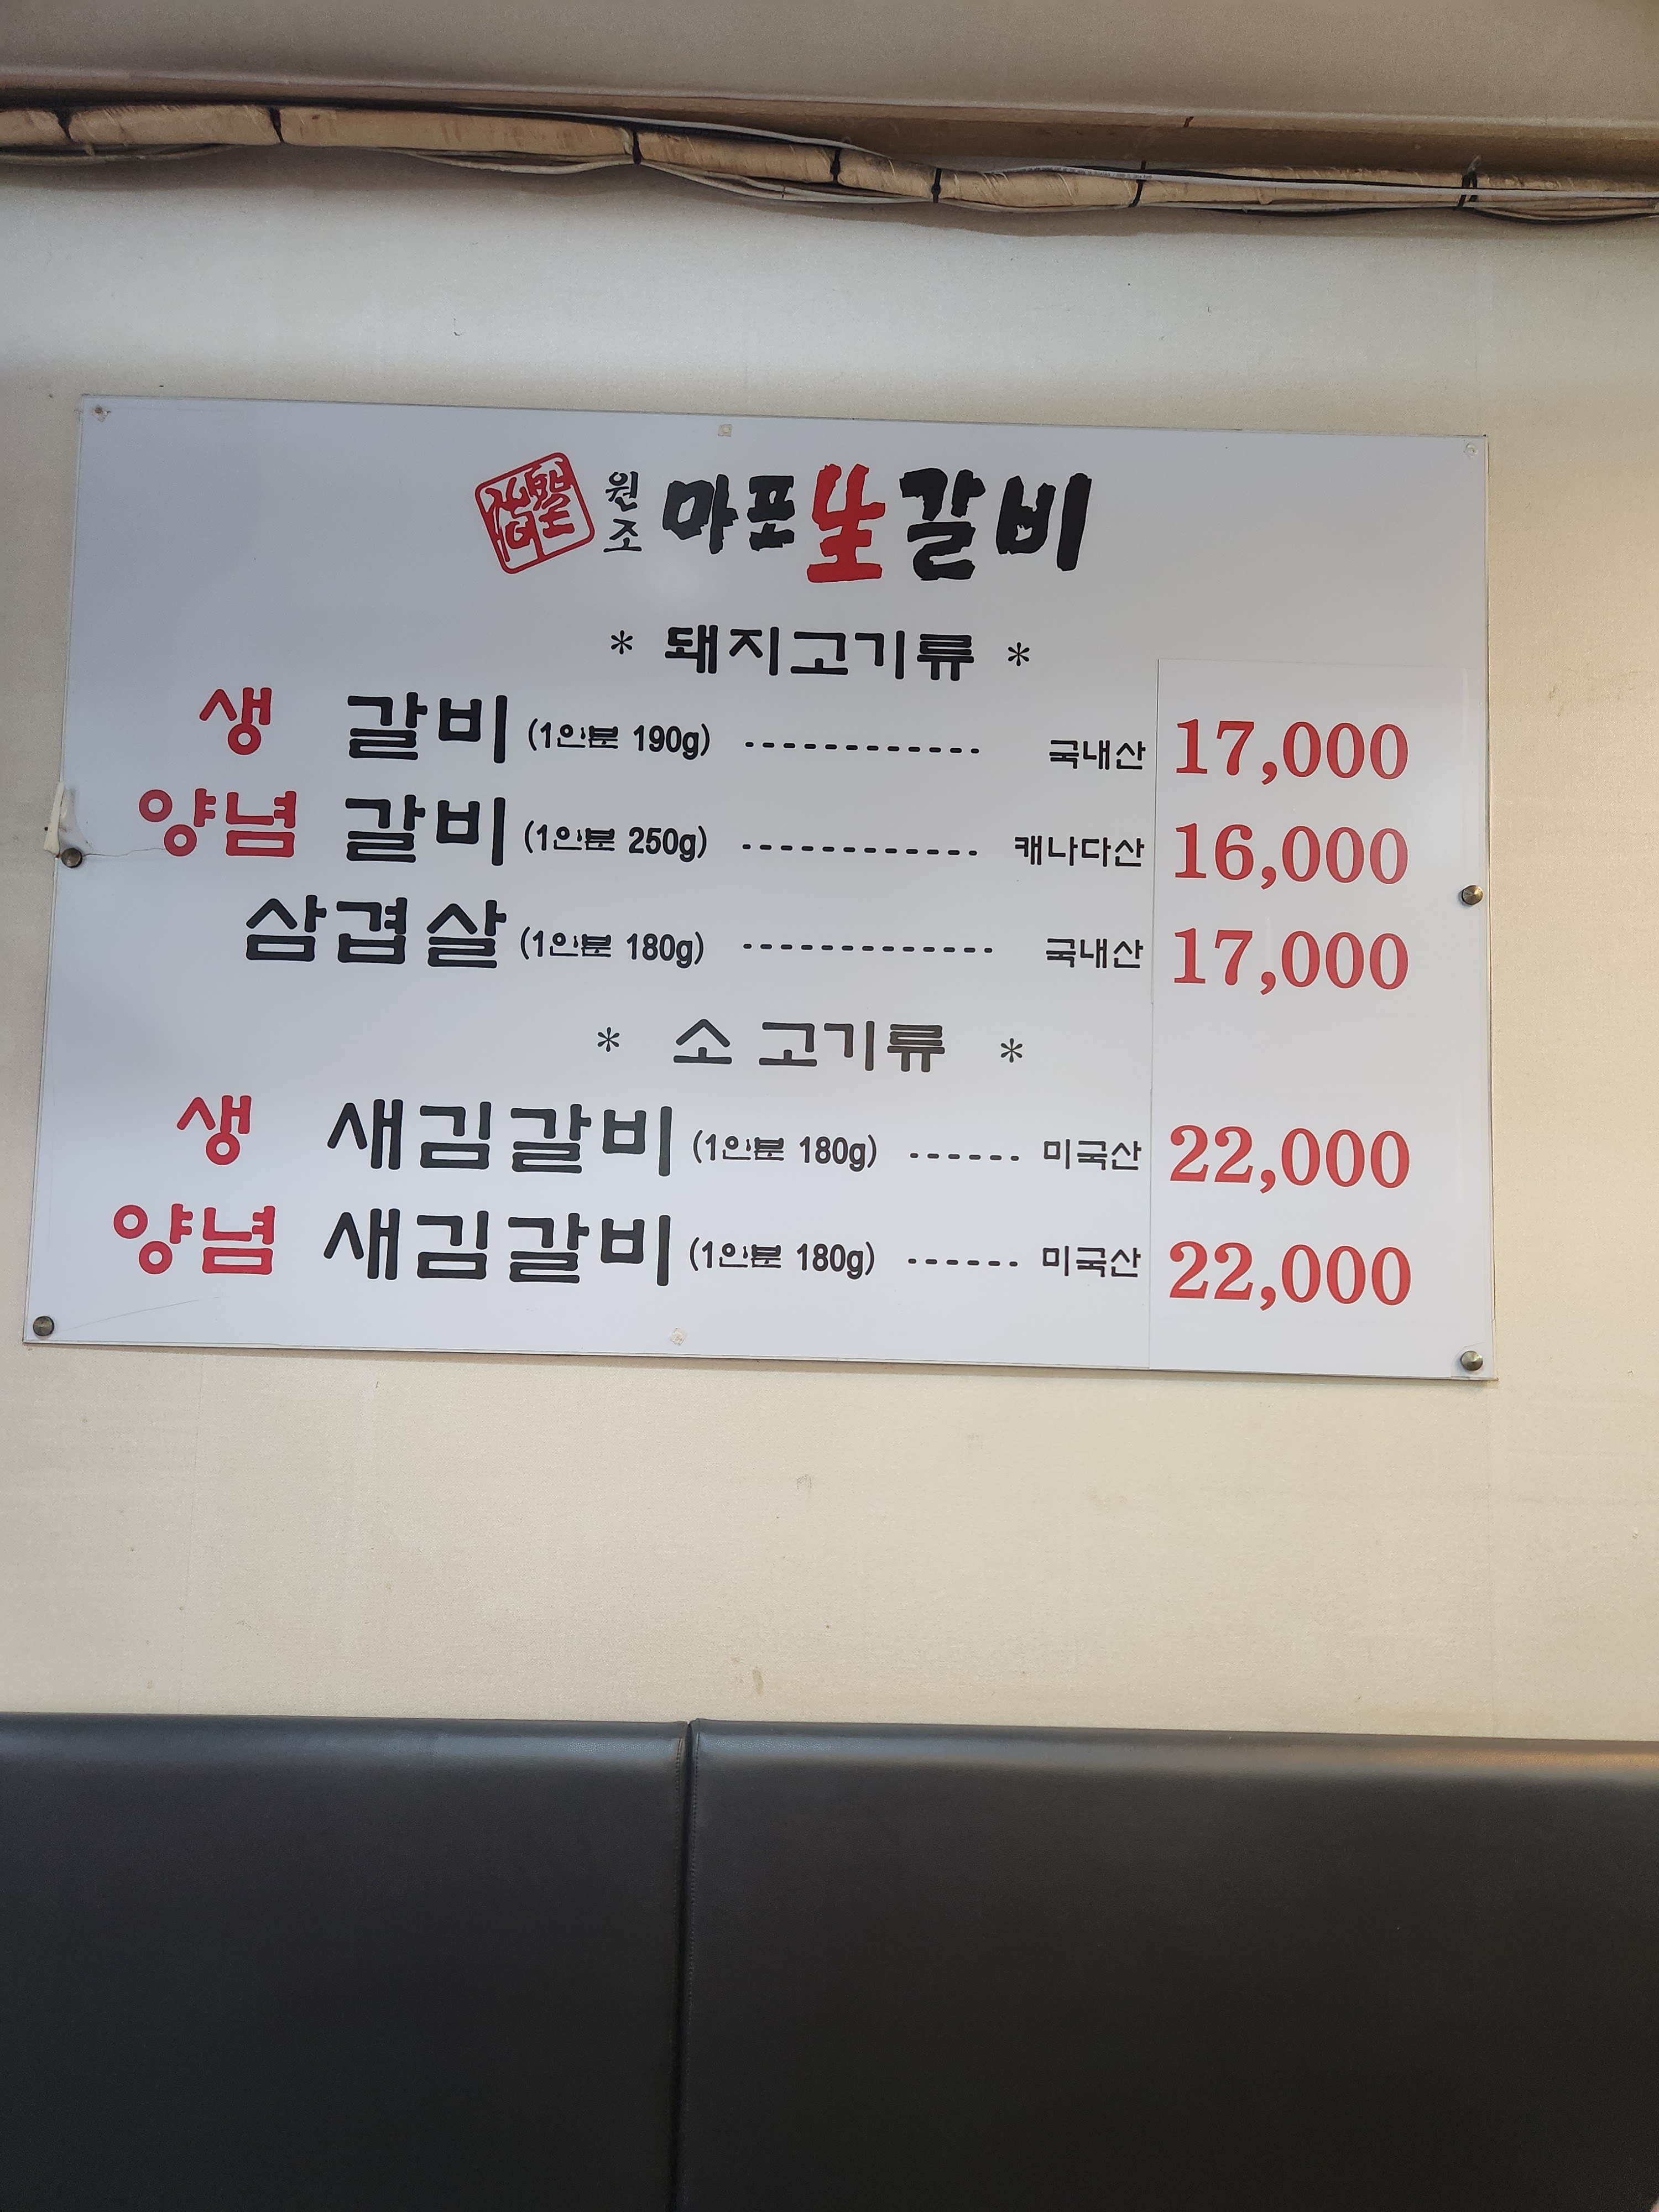 원조 마포생갈비
* 돼지고기류 *
생 갈비 (1인분 190g) ------------ 국내산 17,000
양념 갈비 (1인분 250g) ------------ 캐나다산 16,000
삼겹살 (1인분 180g) ------------- 국내산 17,000
* 소 고기류 *
생 새김갈비 (1인분 180g) ------ 미국산 22,000
양념 새김갈비 (1인분 180g) ------ 미국산 22,000